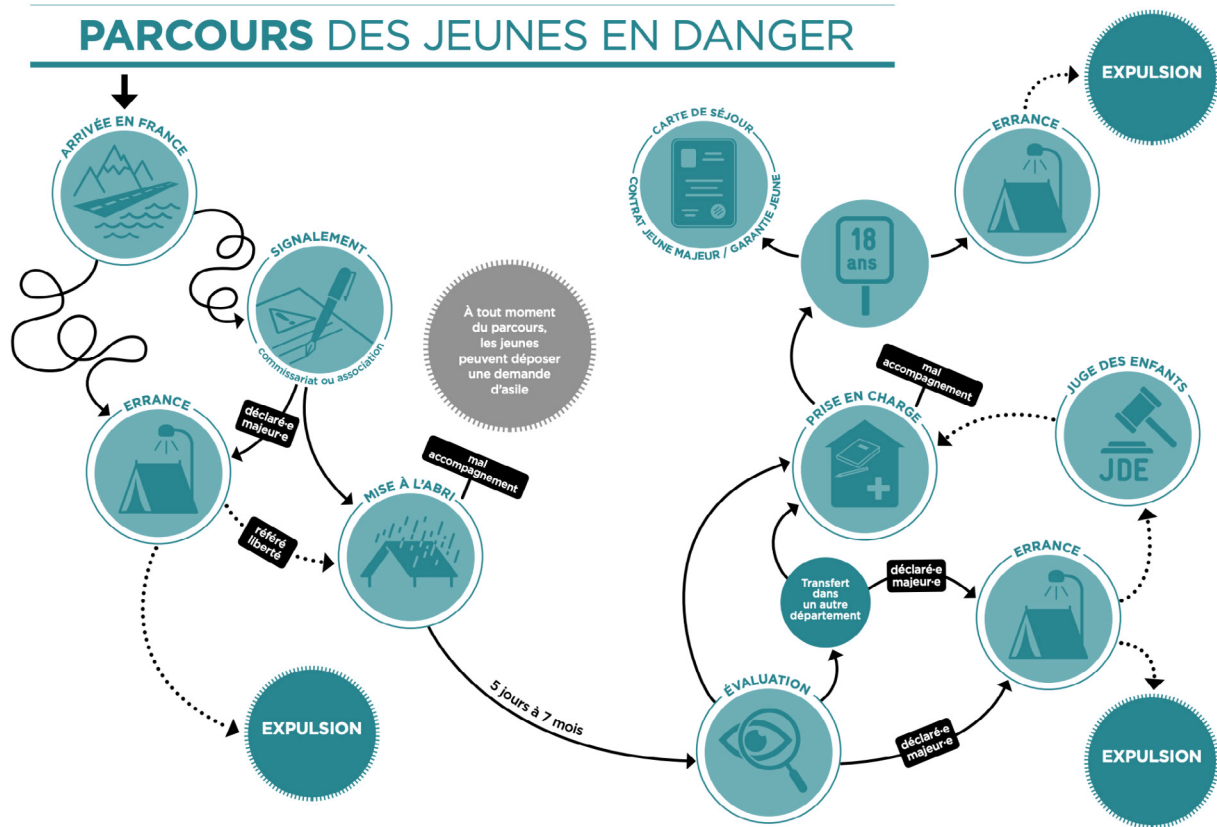 PARCOURS DES JEUNES EN DANGER
ARRIVÉE EN FRANCE
SIGNALEMENT
commissariat ou association
À tout moment
du parcours,
les jeunes
peuvent déposer
une demande
d'asile
déclaré·e
majeur·e
ERRANCE
référé
liberté
mal
accompagnement
MISE À L'ABRI
EXPULSION
5 jours à 7 mois
ÉVALUATION
déclaré·e
majeur·e
Transfert
dans
un autre
département
déclaré·e
majeur·e
ERRANCE
EXPULSION
JUGE DES ENFANTS
JDE
mal
accompagnement
PRISE EN CHARGE
18
ans
CARTE DE SÉJOUR
CONTRAT JEUNE MAJEUR / GARANTIE JEUNE
ERRANCE
EXPULSION